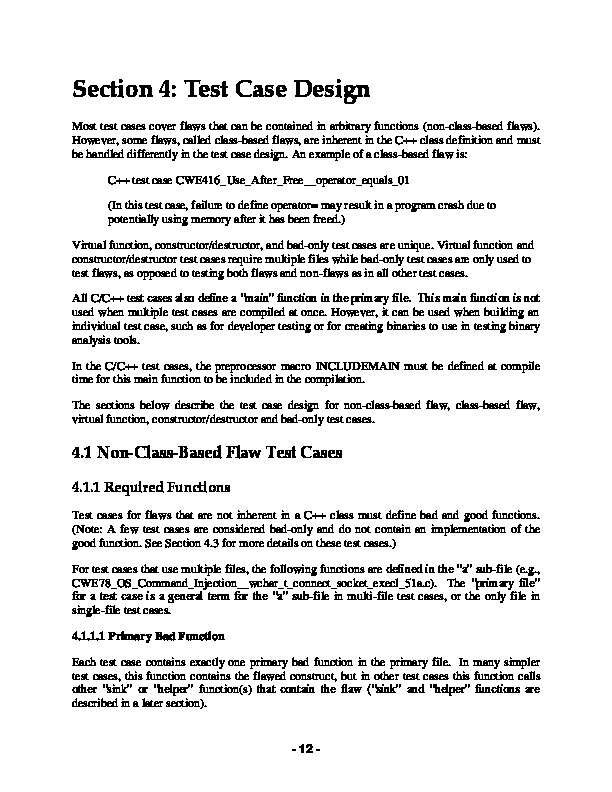 Section 4: Test Case Design
Most test cases cover flaws that can be contained in arbitrary functions (non-class-based flaws).
However, some flaws, called class-based flaws, are inherent in the C++ class definition and must
be handled differently in the test case design. An example of a class-based flaw is:
C++ test case CWE416_Use_After_Free__operator_equals_01
(In this test case, failure to define operator= may result in a program crash due to
potentially using memory after it has been freed.)
Virtual function, constructor/destructor, and bad-only test cases are unique. Virtual function and
constructor/destructor test cases require multiple files while bad-only test cases are only used to
test flaws, as opposed to testing both flaws and non-flaws as in all other test cases.
All C/C++ test cases also define a "main" function in the primary file. This main function is not
used when multiple test cases are compiled at once. However, it can be used when building an
individual test case, such as for developer testing or for creating binaries to use in testing binary
analysis tools.
In the C/C++ test cases, the preprocessor macro INCLUDEMAIN must be defined at compile
time for this main function to be included in the compilation.
The sections below describe the test case design for non-class-based flaw, class-based flaw,
virtual function, constructor/destructor and bad-only test cases.
4.1 Non-Class-Based Flaw Test Cases
4.1.1 Required Functions
Test cases for flaws that are not inherent in a C++ class must define bad and good functions.
(Note: A few test cases are considered bad-only and do not contain an implementation of the
good function. See Section 4.3 for more details on these test cases.)
For test cases that use multiple files, the following functions are defined in the "a" sub-file (e.g.,
CWE78_OS_Command_Injection__wchar_t_connect_socket_execl_51a.c). The "primary file"
for a test case is a general term for the "a" sub-file in multi-file test cases, or the only file in
single-file test cases.
4.1.1.1 Primary Bad Function
Each test case contains exactly one primary bad function in the primary file. In many simpler
test cases, this function contains the flawed construct, but in other test cases this function calls
other "sink" or "helper" function(s) that contain the flaw ("sink" and "helper" functions are
described in a later section).
- 12 -